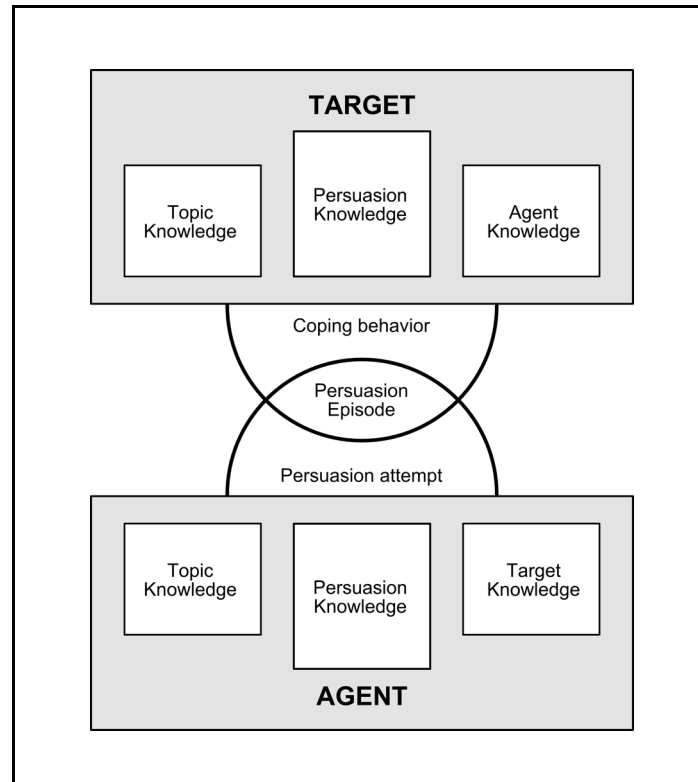 TARGET
Topic
Knowledge
Persuasion
Knowledge
Agent
Knowledge
Coping behavior
Persuasion
Episode
Persuasion attempt
Topic
Knowledge
Persuasion
Knowledge
Target
Knowledge
AGENT